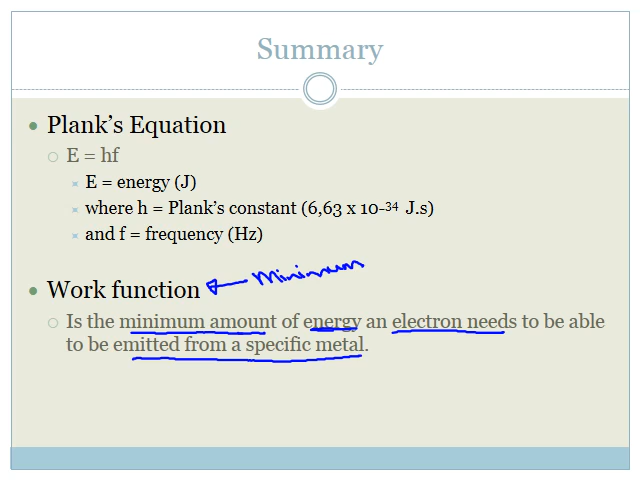 Summary
Plank's Equation
E = hf
E = energy (J)
where h = Plank's constant (6,63 x 10⁻³⁴ J.s)
and f = frequency (Hz)
Minimum
Work function
Is the minimum amount of energy an electron needs to be able
to be emitted from a specific metal.